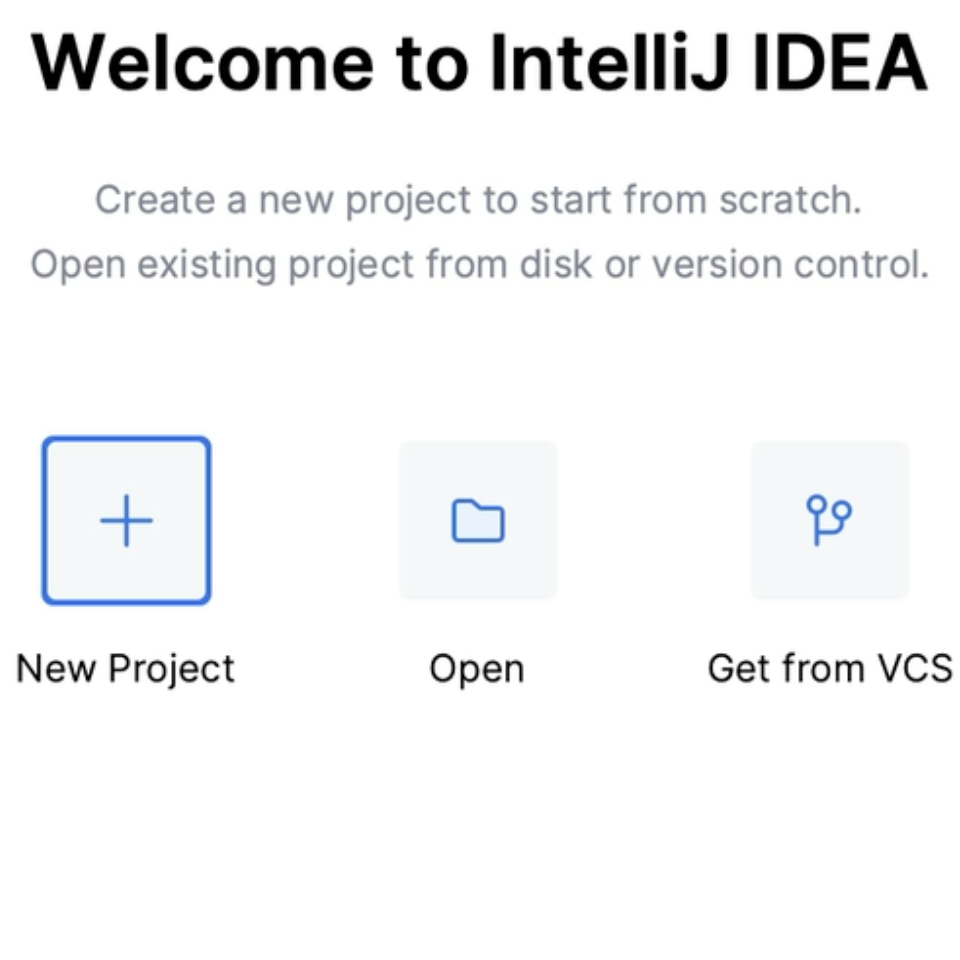 Welcome to IntelliJ IDEA
Create a new project to start from scratch.
Open existing project from disk or version control.
New Project
Open
Get from VCS